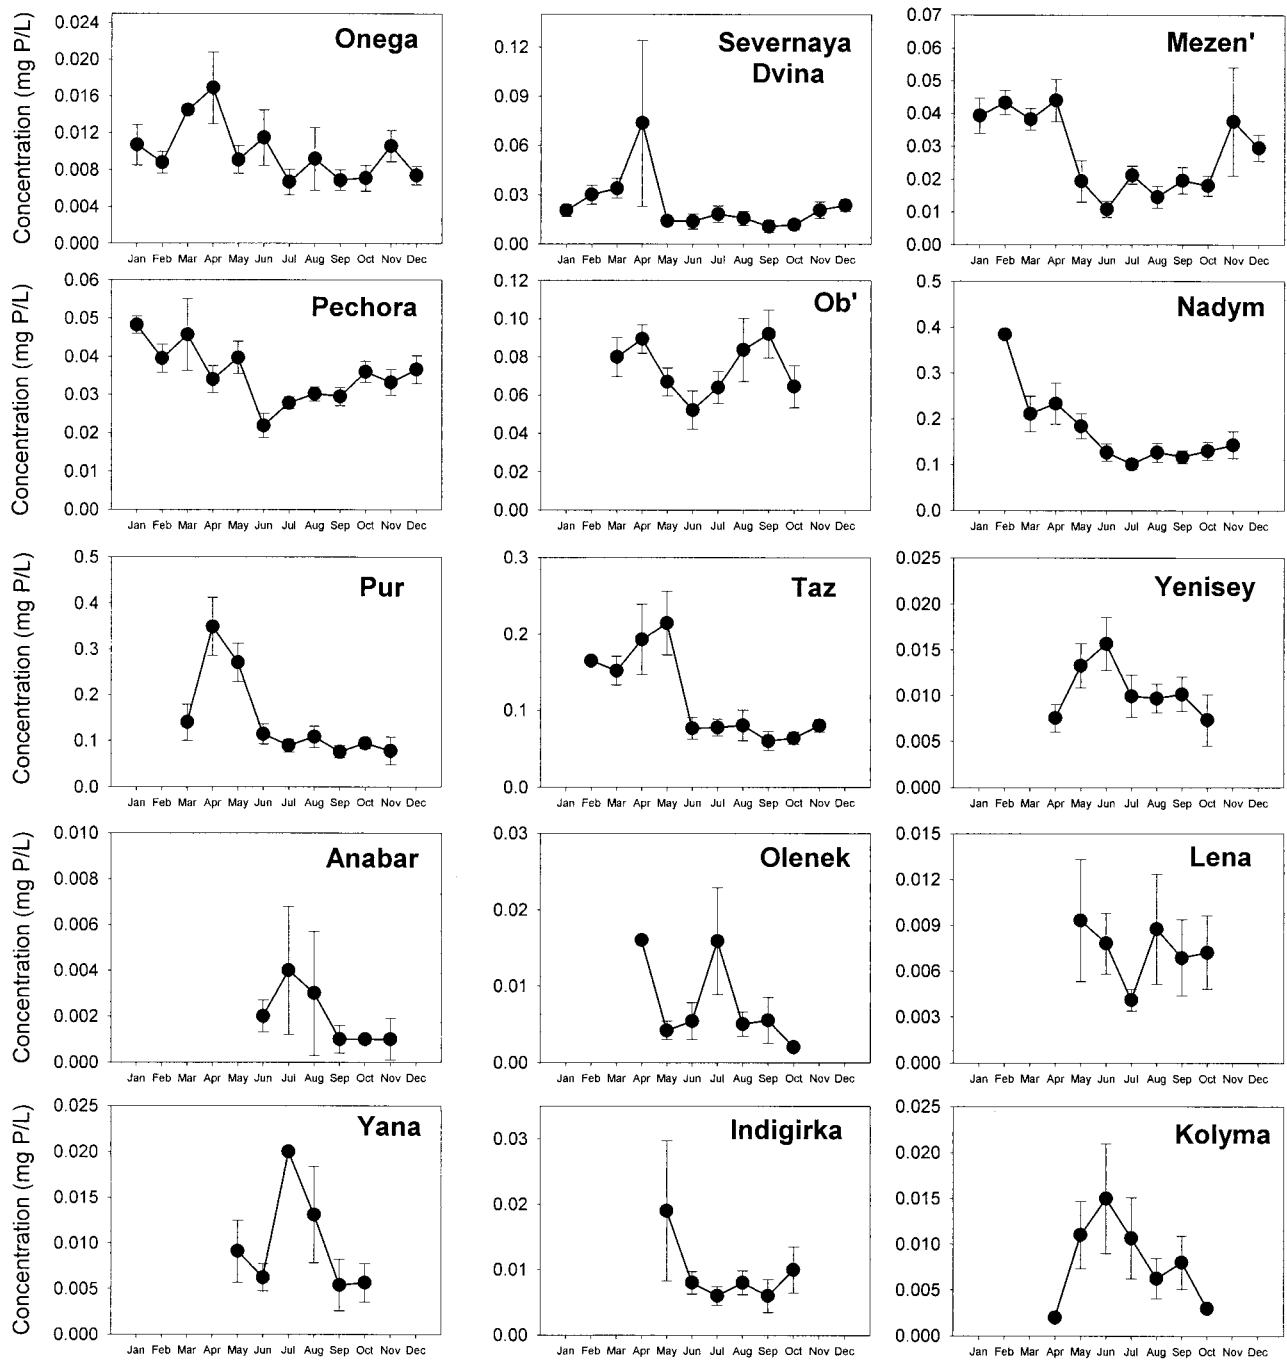 Concentration (mg P/L)
0.024
0.020
0.016
0.012
0.008
0.004
0.000
Onega
Jan Feb Mar Apr May Jun Jul Aug Sep Oct Nov Dec
0.12
0.09
0.06
0.03
0.00
Severnaya
Dvina
Jan Feb Mar Apr May Jun Jul Aug Sep Oct Nov Dec
0.07
0.06
0.05
0.04
0.03
0.02
0.01
0.00
Mezen'
Jan Feb Mar Apr May Jun Jul Aug Sep Oct Nov Dec
Concentration (mg P/L)
0.06
0.05
0.04
0.03
0.02
0.01
0.00
Pechora
Jan Feb Mar Apr May Jun Jul Aug Sep Oct Nov Dec
0.12
0.10
0.08
0.06
0.04
0.02
0.00
Ob'
Jan Feb Mar Apr May Jun Jul Aug Sep Oct Nov Dec
0.5
0.4
0.3
0.2
0.1
0.0
Nadym
Jan Feb Mar Apr May Jun Jul Aug Sep Oct Nov Dec
Concentration (mg P/L)
0.5
0.4
0.3
0.2
0.1
0.0
Pur
Jan Feb Mar Apr May Jun Jul Aug Sep Oct Nov Dec
0.3
0.2
0.1
0.0
Taz
Jan Feb Mar Apr May Jun Jul Aug Sep Oct Nov Dec
0.025
0.020
0.015
0.010
0.005
0.000
Yenisey
Jan Feb Mar Apr May Jun Jul Aug Sep Oct Nov Dec
Concentration (mg P/L)
0.010
0.008
0.006
0.004
0.002
0.000
Anabar
Jan Feb Mar Apr May Jun Jul Aug Sep Oct Nov Dec
0.03
0.02
0.01
0.00
Olenek
Jan Feb Mar Apr May Jun Jul Aug Sep Oct Nov Dec
0.015
0.012
0.009
0.006
0.003
0.000
Lena
Jan Feb Mar Apr May Jun Jul Aug Sep Oct Nov Dec
Concentration (mg P/L)
0.025
0.020
0.015
0.010
0.005
0.000
Yana
Jan Feb Mar Apr May Jun Jul Aug Sep Oct Nov Dec
0.03
0.02
0.01
0.00
Indigirka
Jan Feb Mar Apr May Jun Jul Aug Sep Oct Nov Dec
0.025
0.020
0.015
0.010
0.005
0.000
Kolyma
Jan Feb Mar Apr May Jun Jul Aug Sep Oct Nov Dec